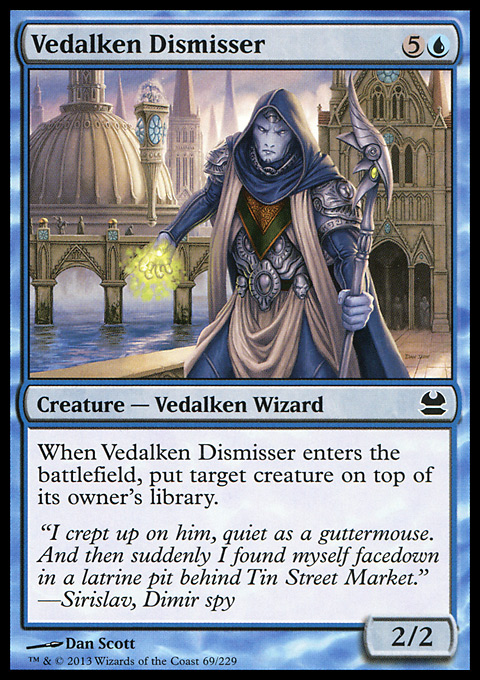 Vedalken Dismisser 5
Creature — Vedalken Wizard
When Vedalken Dismisser enters the
battlefield, put target creature on top of
its owner's library.
"I crept up on him, quiet as a guttermouse.
And then suddenly I found myself facedown
in a latrine pit behind Tin Street Market."
—Sirislav, Dimir spy
2/2
Dan Scott
™ & © 2013 Wizards of the Coast 69/229